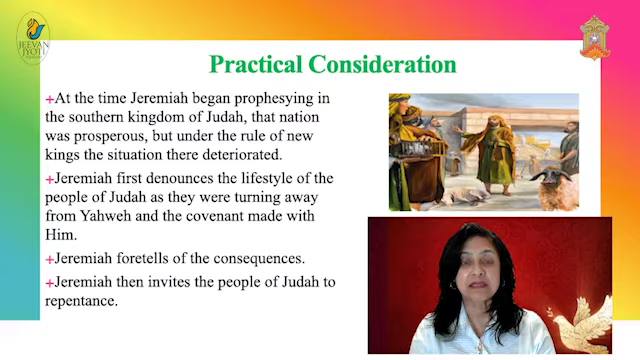 JEEVAN
JYOTI
Practical Consideration
+At the time Jeremiah began prophesying in
the southern kingdom of Judah, that nation
was prosperous, but under the rule of new
kings the situation there deteriorated.
+Jeremiah first denounces the lifestyle of the
people of Judah as they were turning away
from Yahweh and the covenant made with
Him.
+Jeremiah foretells of the consequences.
+Jeremiah then invites the people of Judah to
repentance.